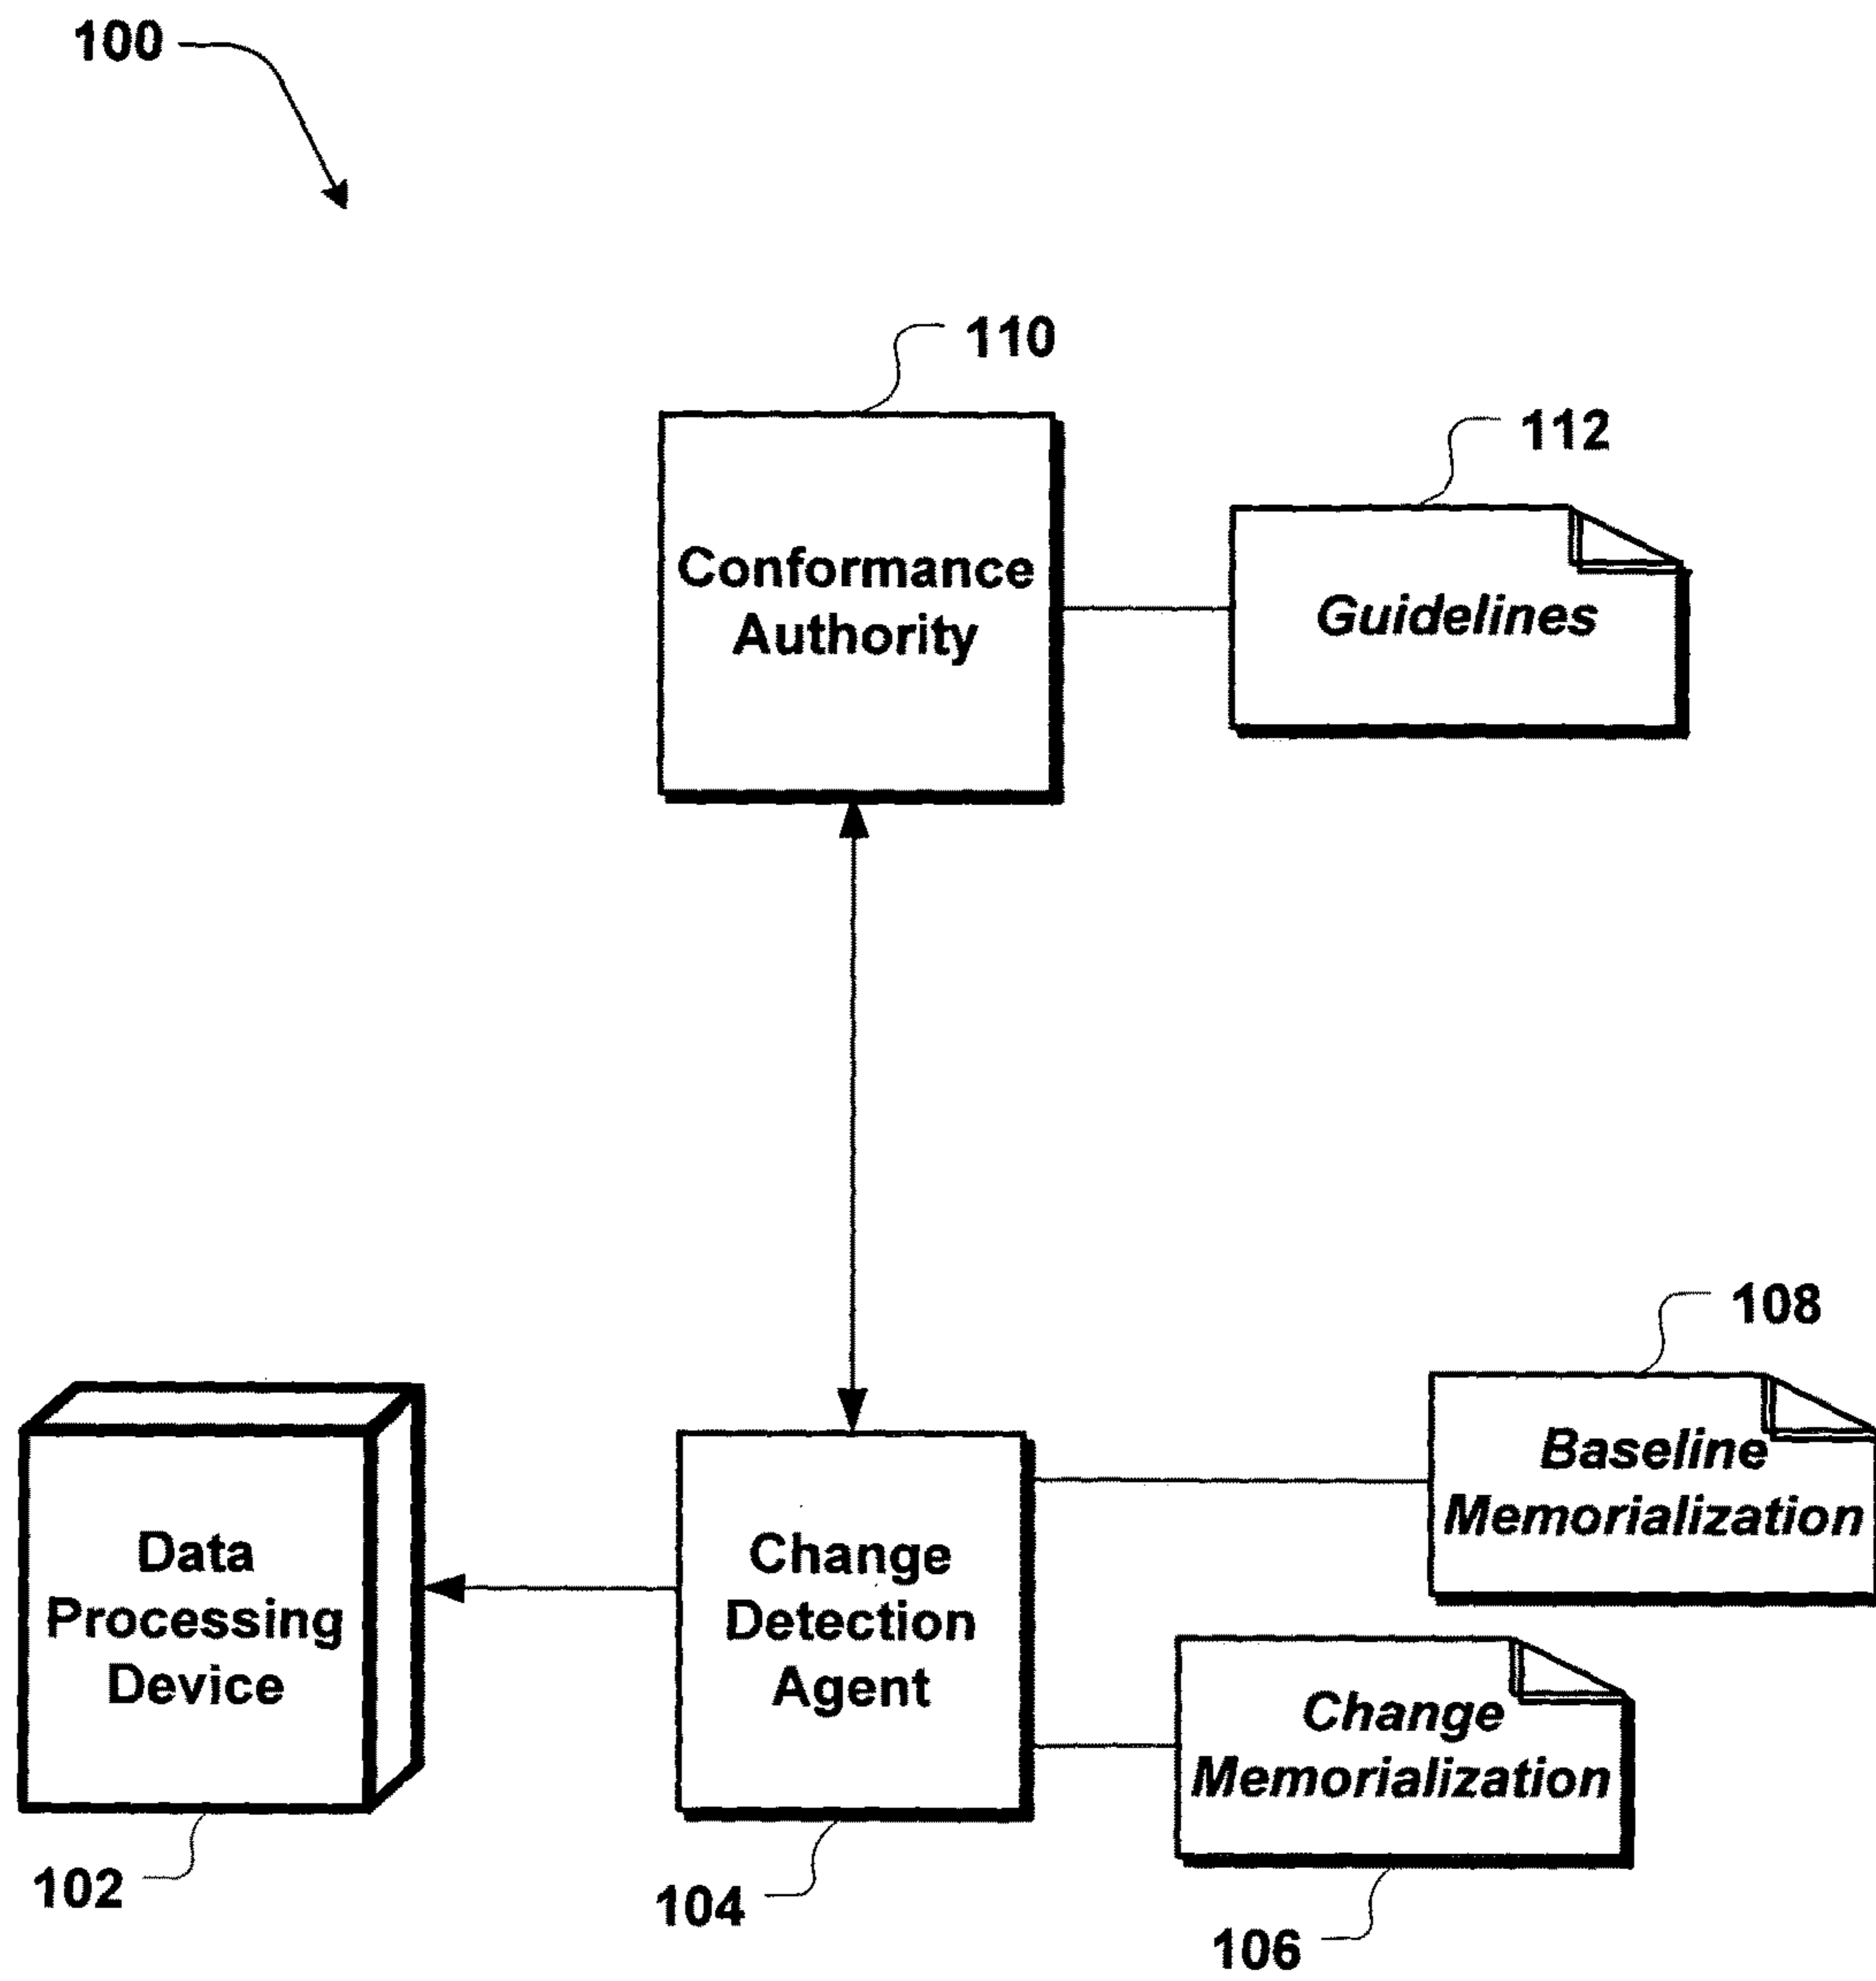 100
110
112
Conformance
Authority
Guidelines
108
Baseline
Memorialization
Data
Processing
Device
Change
Detection
Agent
Change
Memorialization
102
104
106